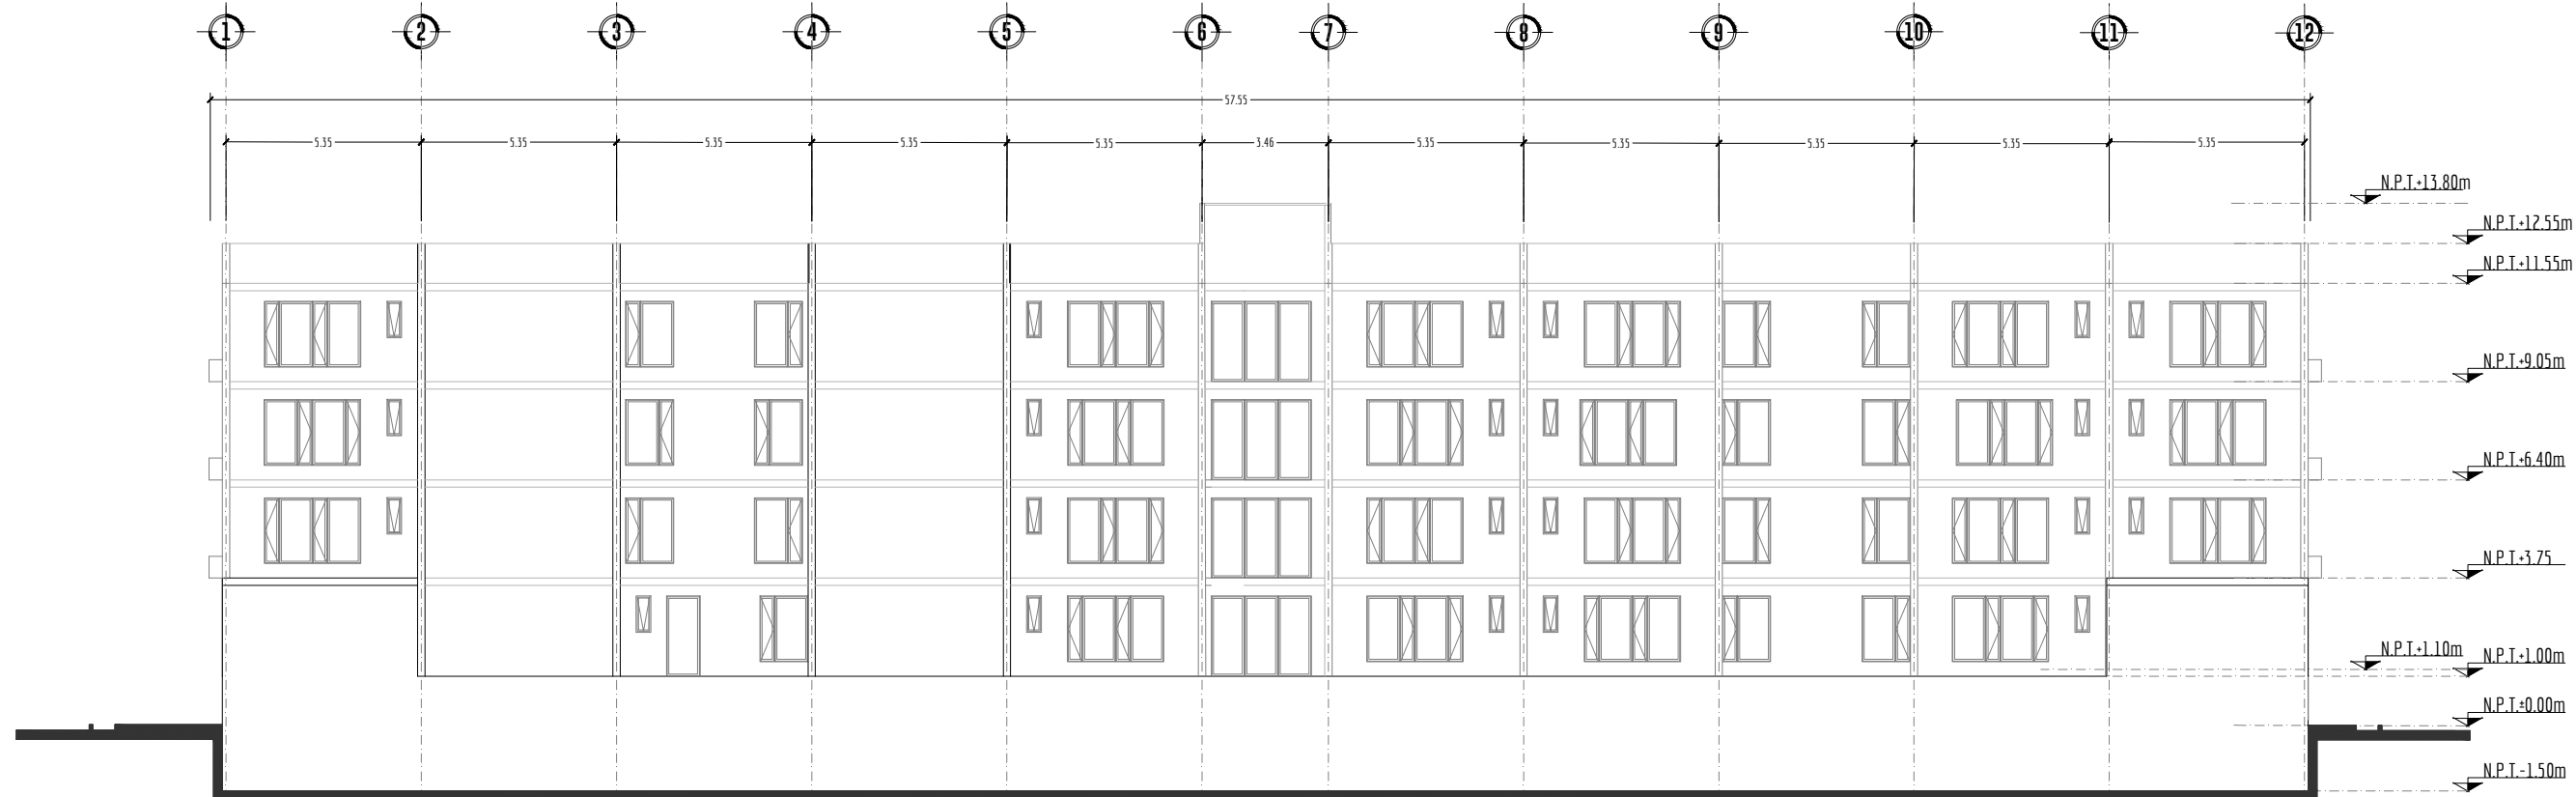 1 2 3 4 5 6 7 8 9 10 11 12
57.55
5.35 5.35 5.35 5.35 5.35 3.46 5.35 5.35 5.35 5.35 5.35
N.P.T.+13.80m
N.P.T.+12.55m
N.P.T.+11.55m
N.P.T.+9.05m
N.P.T.+6.40m
N.P.T.+3.75
N.P.T.+1.10m
N.P.T.+1.00m
N.P.T.±0.00m
N.P.T.-1.50m